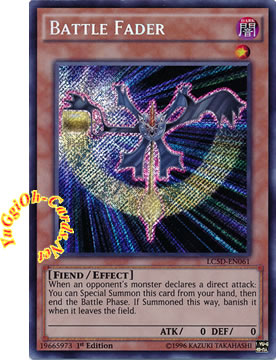 BATTLE FADER
YuGgiOh-Cards.Net
LC5D-EN061
[FIEND / EFFECT]
When an opponent's monster declares a direct attack:
You can Special Summon this card from your hand, then
end the Battle Phase. If Summoned this way, banish it
when it leaves the field.
ATK/ 0 DEF/ 0
19665973 1st Edition ©1996 KAZUKI TAKAHASHI